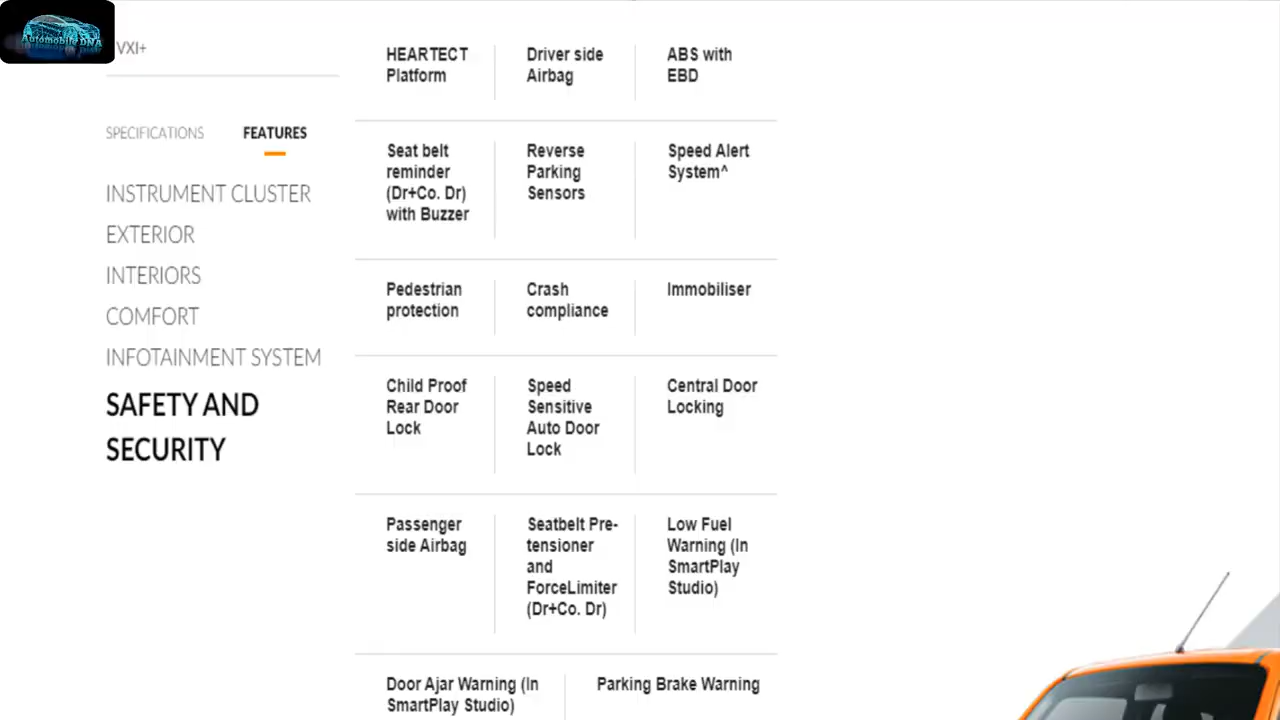 Automobile DNA
VXI+
SPECIFICATIONS
FEATURES
INSTRUMENT CLUSTER
EXTERIOR
INTERIORS
COMFORT
INFOTAINMENT SYSTEM
SAFETY AND
SECURITY
HEARTECT
Platform
Driver side
Airbag
ABS with
EBD
Seat belt
reminder
(Dr+Co. Dr)
with Buzzer
Reverse
Parking
Sensors
Speed Alert
System^
Pedestrian
protection
Crash
compliance
Immobiliser
Child Proof
Rear Door
Lock
Speed
Sensitive
Auto Door
Lock
Central Door
Locking
Passenger
side Airbag
Seatbelt Pre-
tensioner
and
ForceLimiter
(Dr+Co. Dr)
Low Fuel
Warning (In
SmartPlay
Studio)
Door Ajar Warning (In
SmartPlay Studio)
Parking Brake Warning